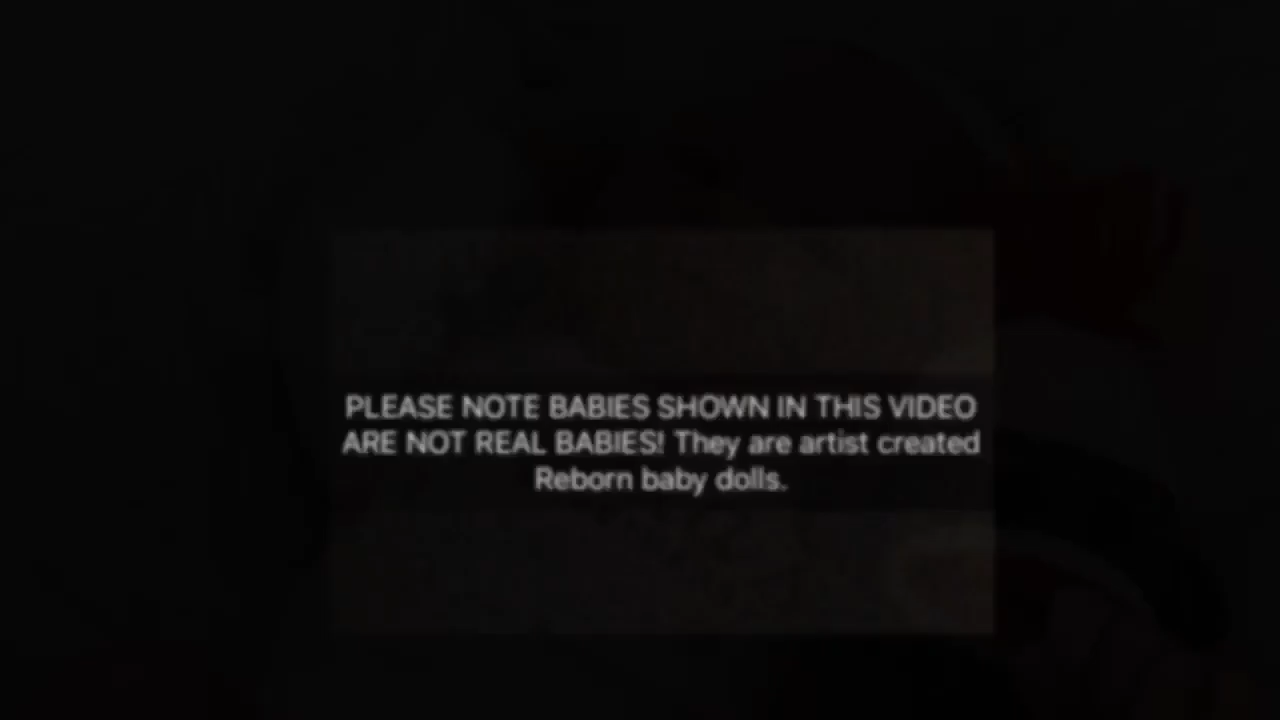 PLEASE NOTE BABIES SHOWN IN THIS VIDEO
ARE NOT REAL BABIES! They are artist created
Reborn baby dolls.